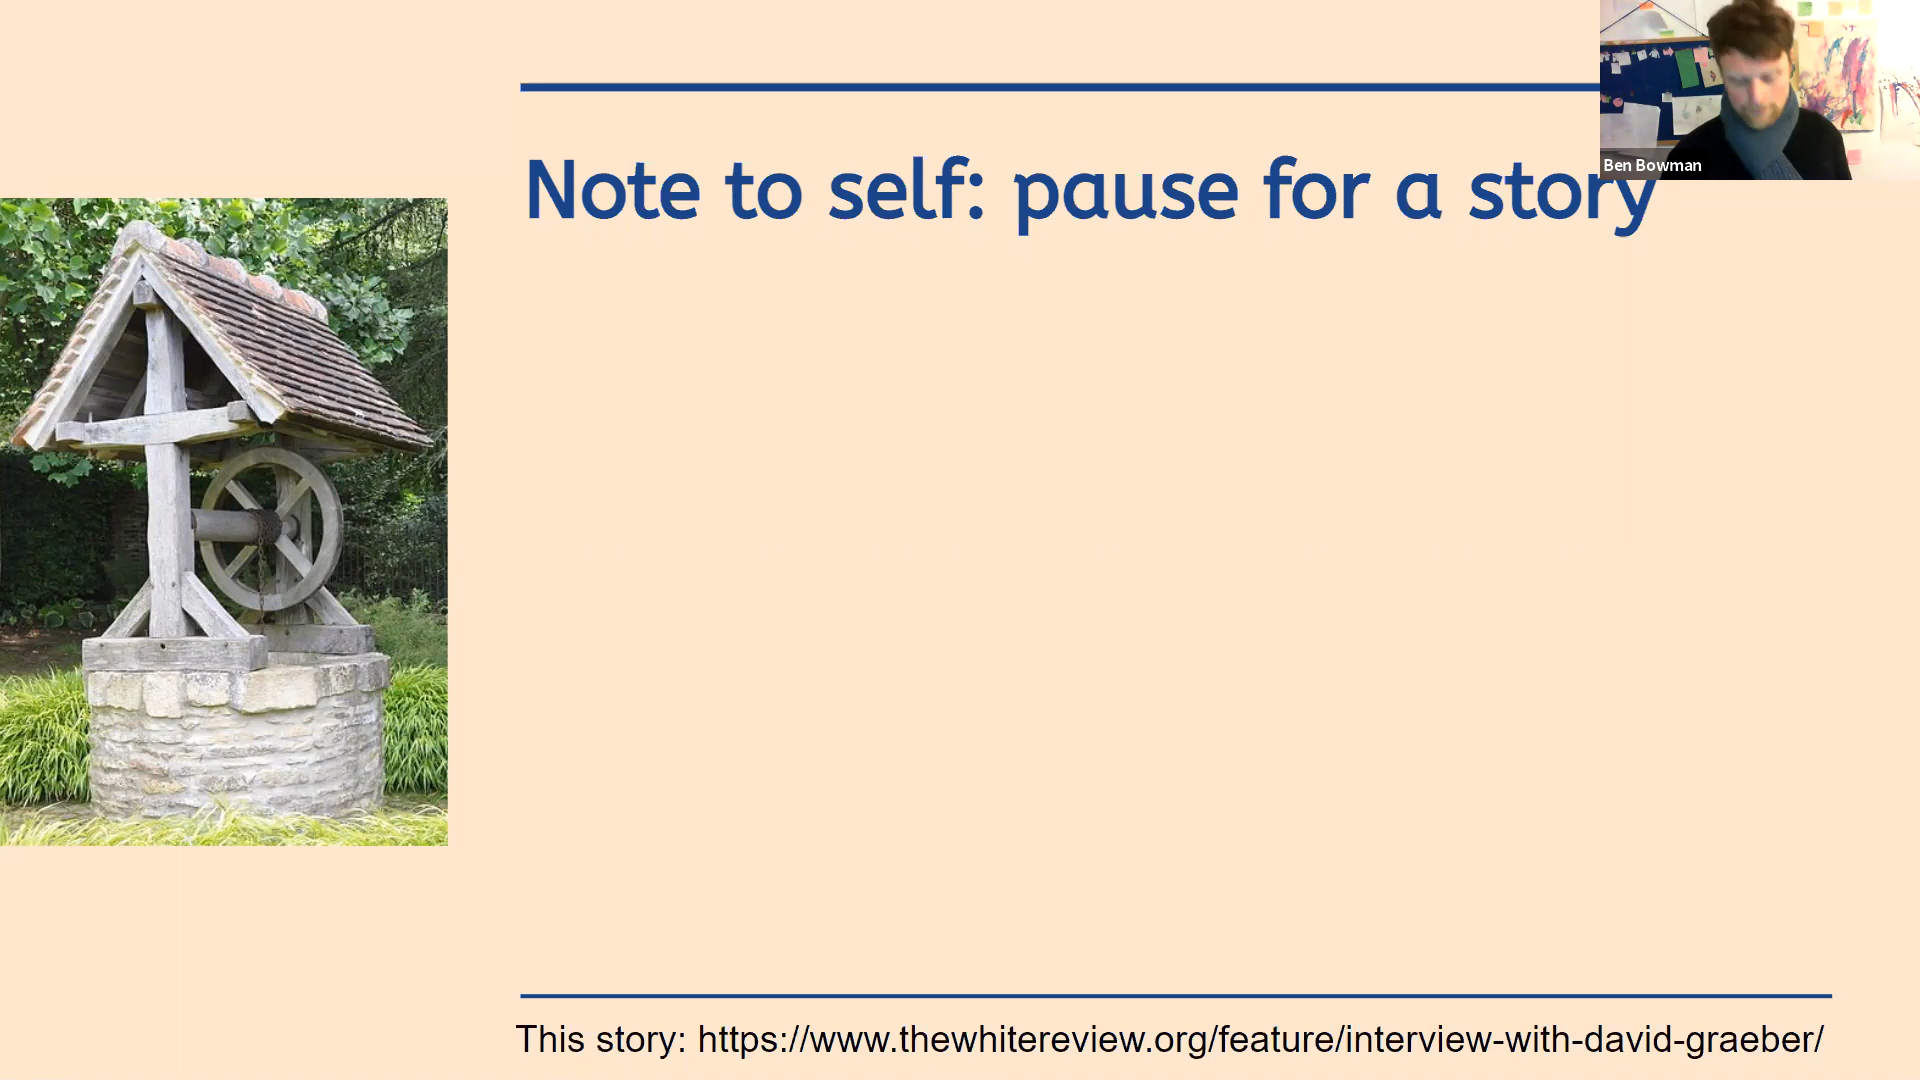 Note to self: pause for a story
Ben Bowman
This story: https://www.thewhitereview.org/feature/interview-with-david-graeber/